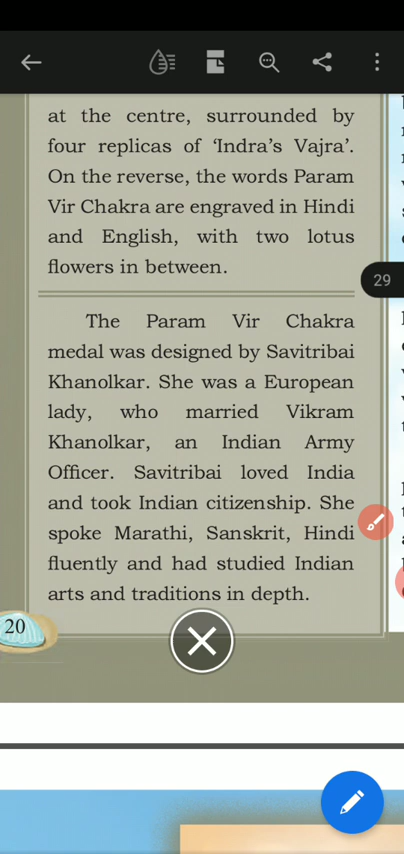 at the centre, surrounded by
four replicas of ‘Indra’s Vajra’.
On the reverse, the words Param
Vir Chakra are engraved in Hindi
and English, with two lotus
flowers in between.
29
The Param Vir Chakra
medal was designed by Savitribai
Khanolkar. She was a European
lady, who married Vikram
Khanolkar, an Indian Army
Officer. Savitribai loved India
and took Indian citizenship. She
spoke Marathi, Sanskrit, Hindi
fluently and had studied Indian
arts and traditions in depth.
20